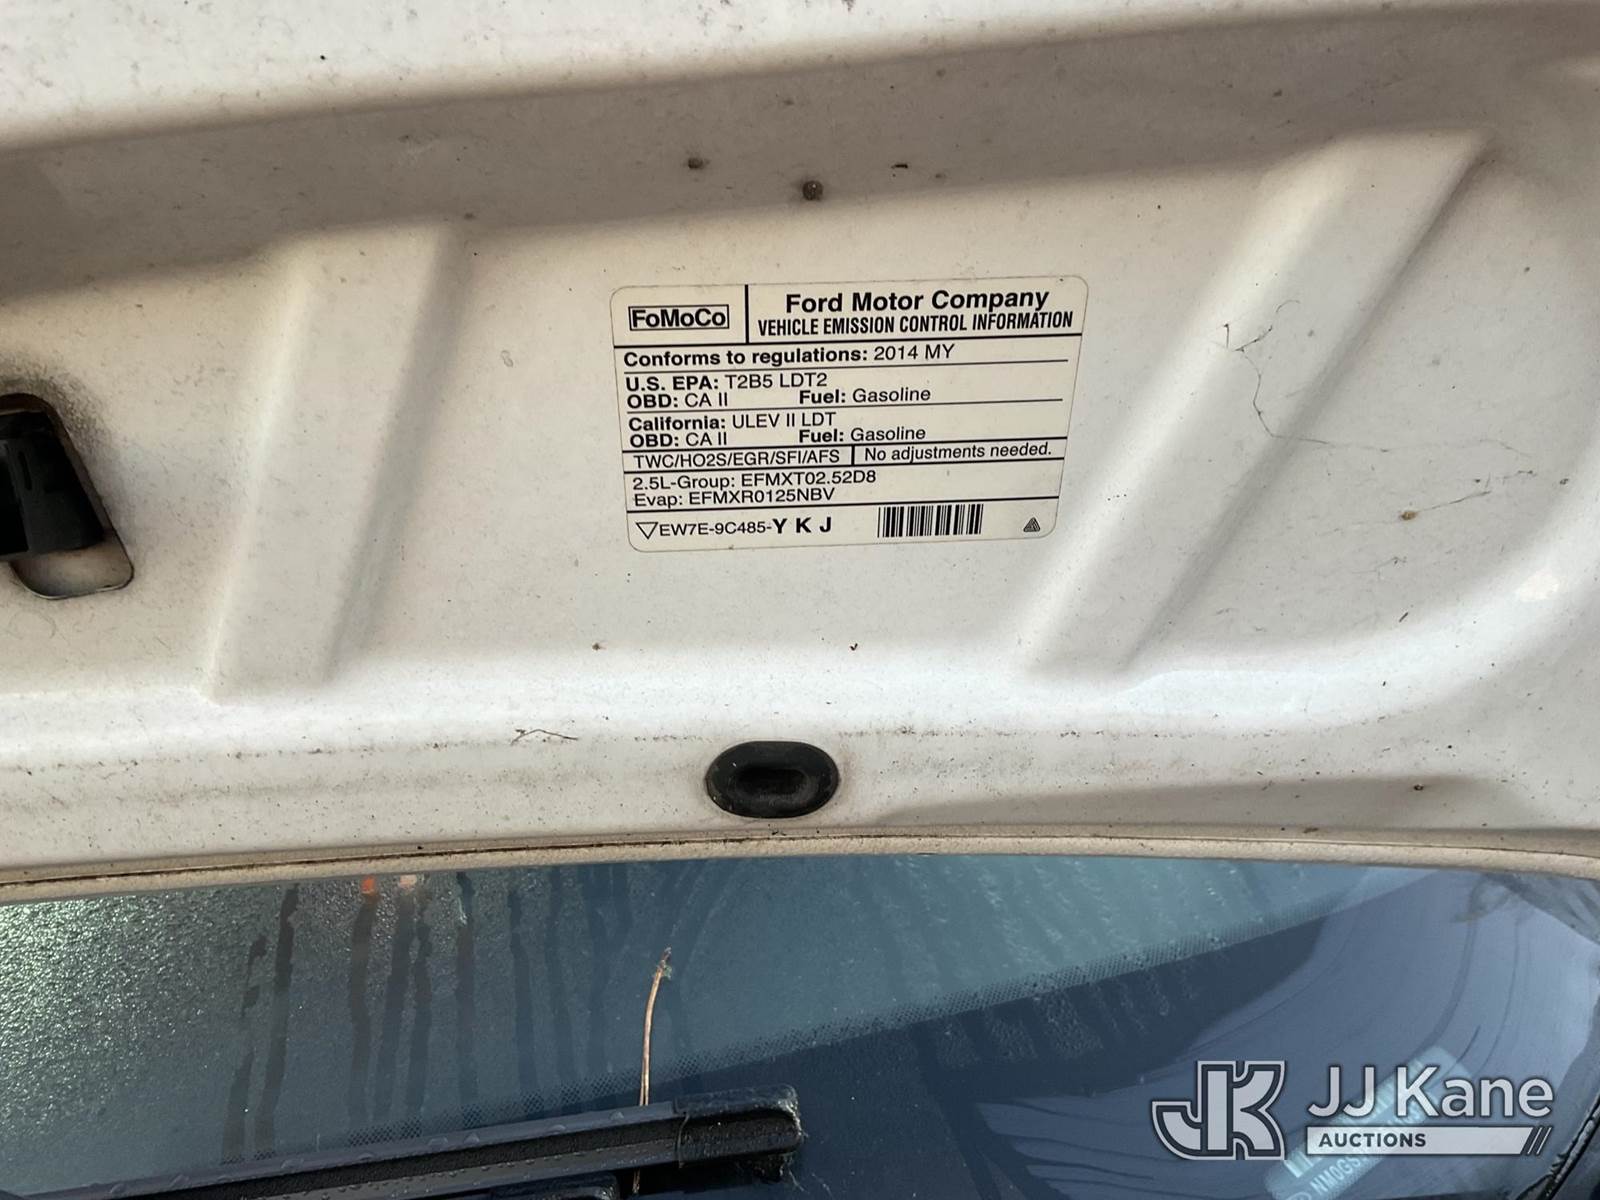 FoMoCo
Ford Motor Company
VEHICLE EMISSION CONTROL INFORMATION
Conforms to regulations: 2014 MY
U.S. EPA: T2B5 LDT2
OBD: CA II Fuel: Gasoline
California: ULEV II LDT
OBD: CA II Fuel: Gasoline
TWC/HO2S/EGR/SFI/AFS No adjustments needed.
2.5L-Group: EFMXT02.52D8
Evap: EFMXR0125NBV
EW7E-9C485-Y K J
JK
JJ Kane
AUCTIONS